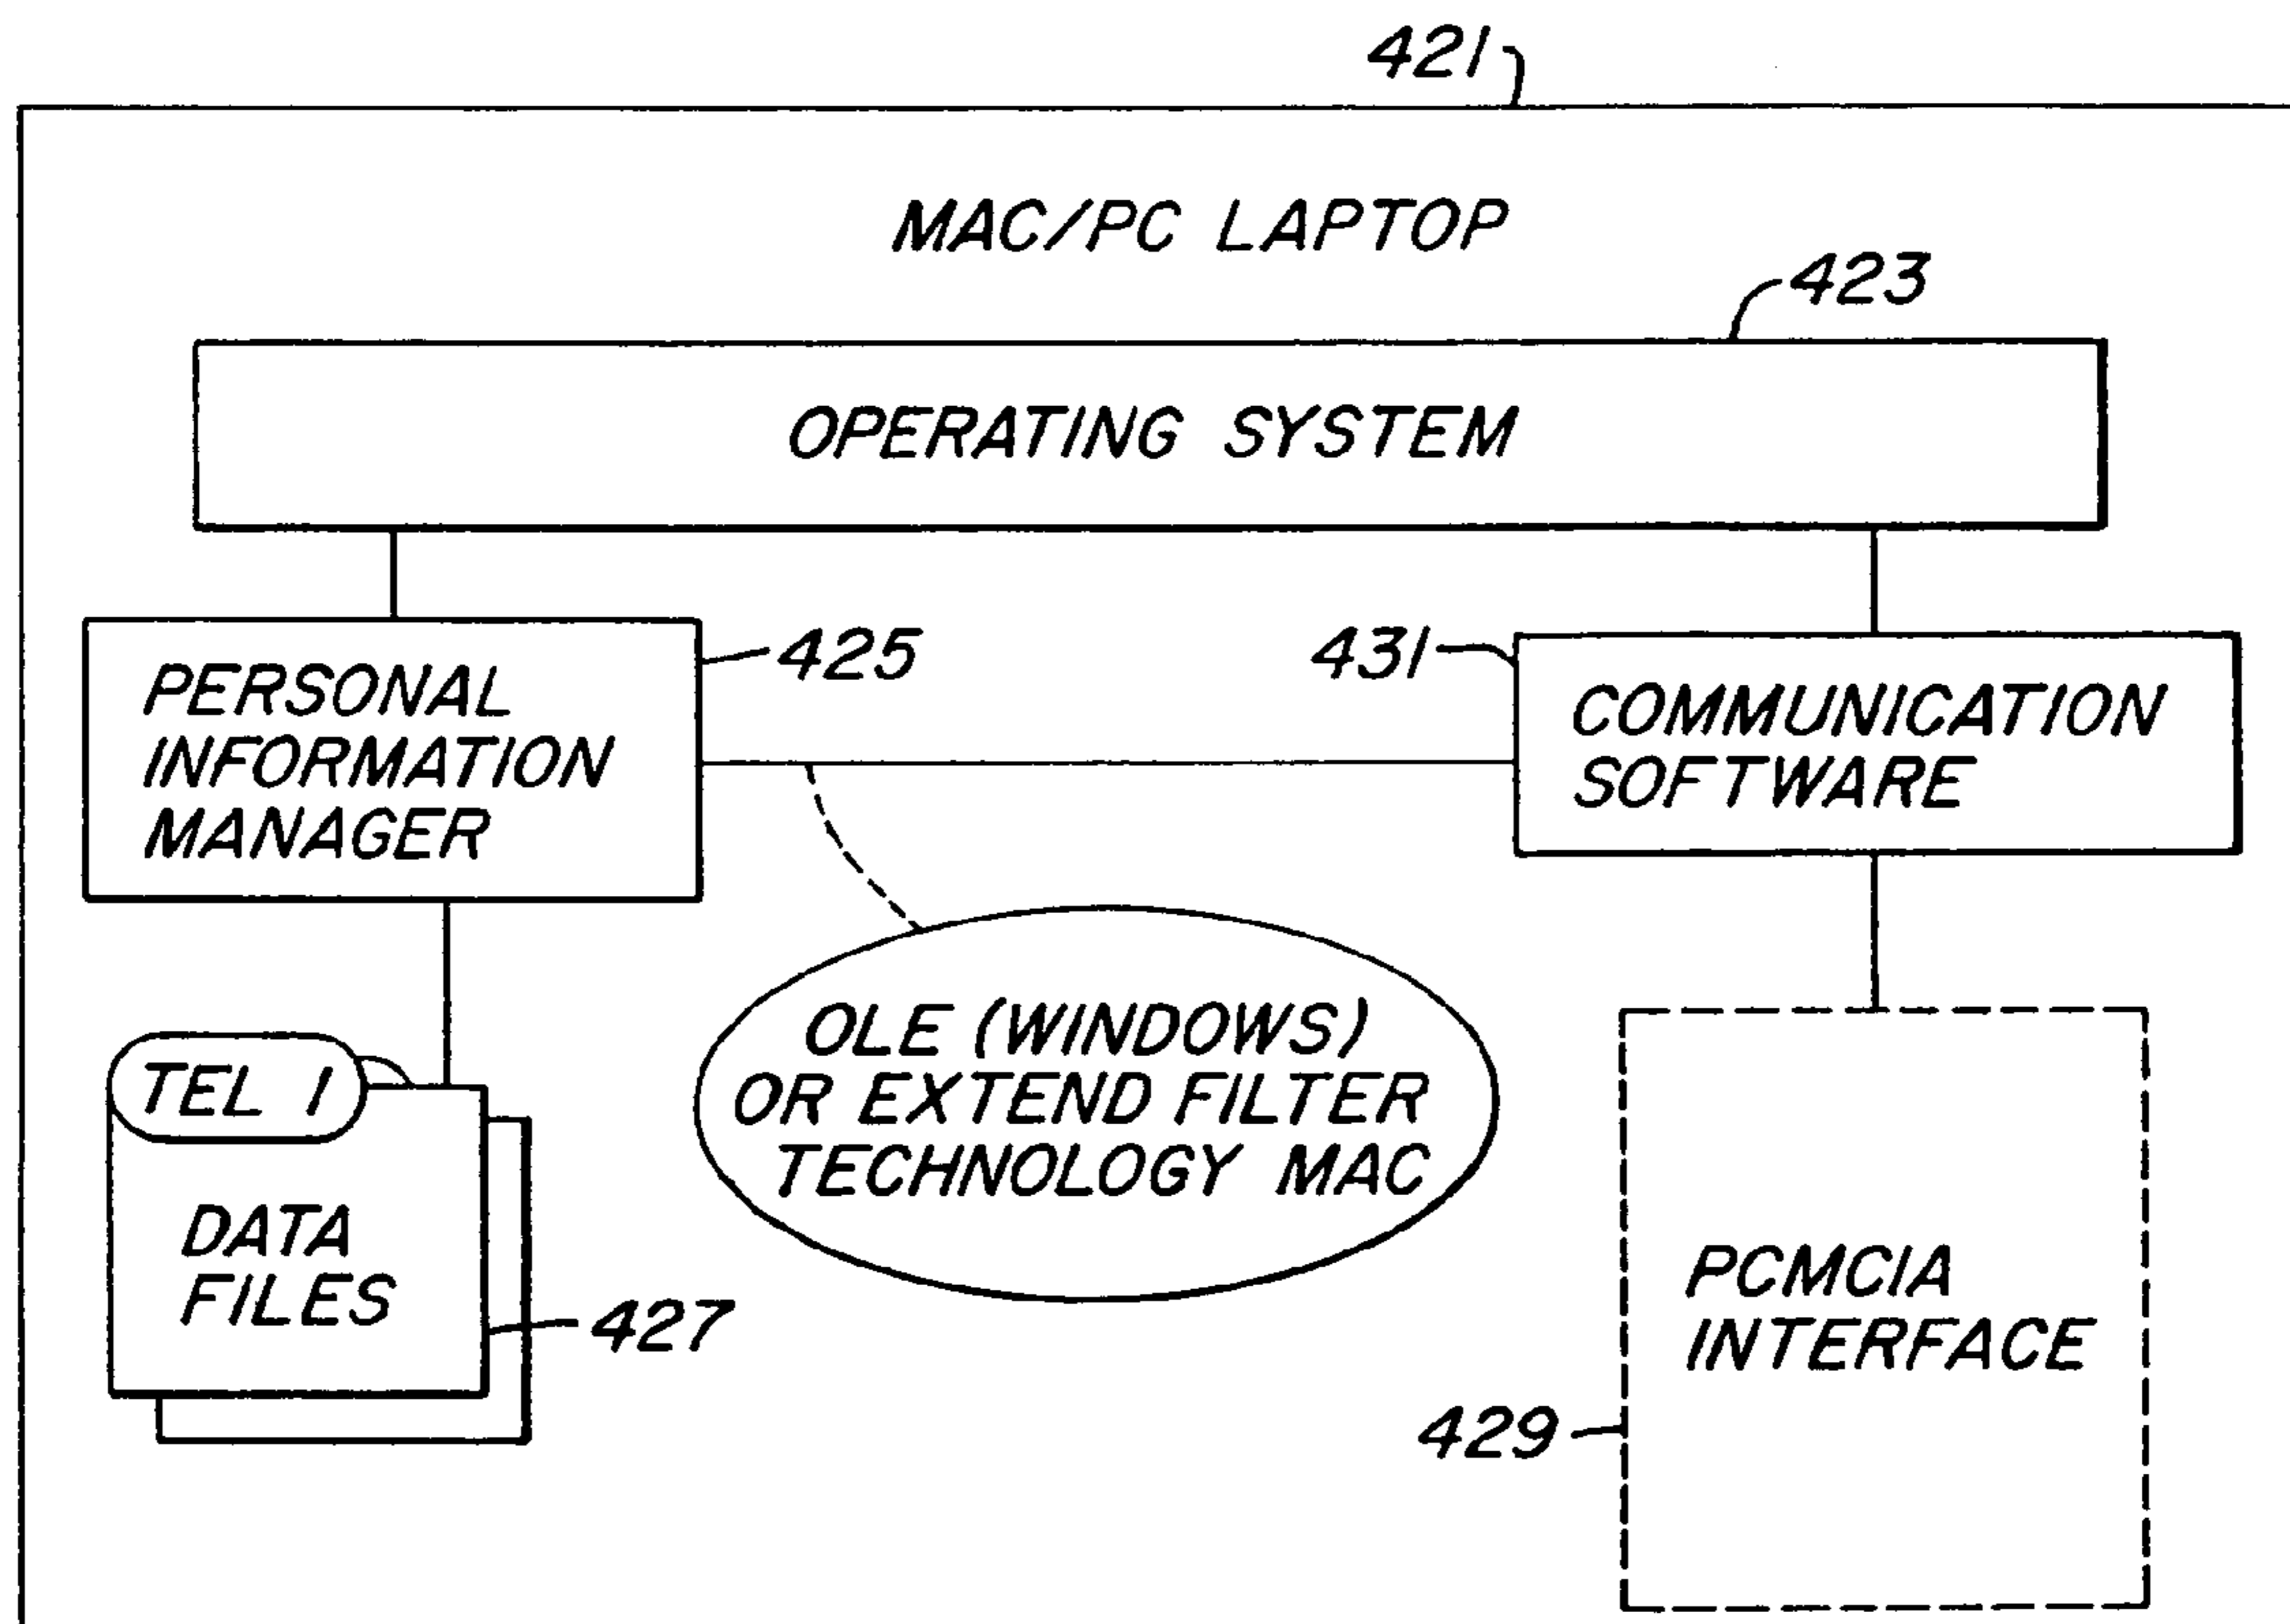 421
MAC/PC LAPTOP
423
OPERATING SYSTEM
425
PERSONAL
INFORMATION
MANAGER
431
COMMUNICATION
SOFTWARE
OLE (WINDOWS)
OR EXTEND FILTER
TECHNOLOGY MAC
TEL 1
DATA
FILES
427
PCMCIA
INTERFACE
429